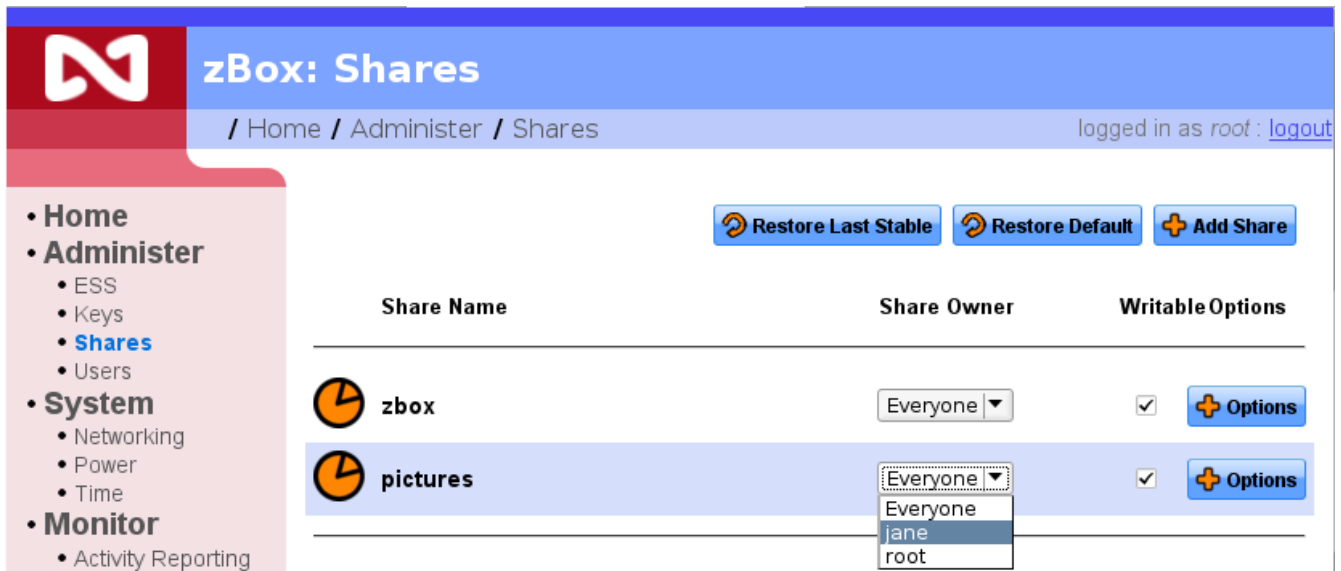 zBox: Shares
/ Home / Administer / Shares
logged in as root : logout
• Home
• Administer
• ESS
• Keys
• Shares
• Users
• System
• Networking
• Power
• Time
• Monitor
• Activity Reporting
Restore Last Stable Restore Default Add Share
Share Name Share Owner Writable Options
zbox Everyone Options
pictures Everyone Options
Everyone
jane
root